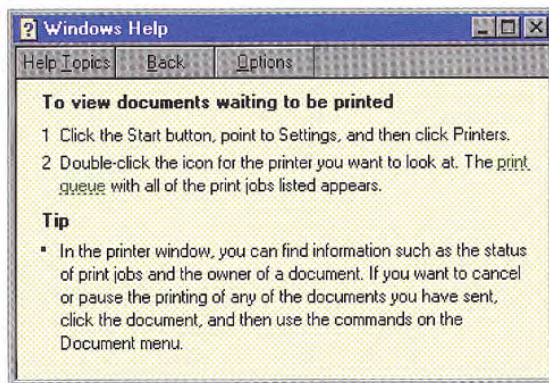 Windows Help
Help Topics Back Options
To view documents waiting to be printed
1 Click the Start button, point to Settings, and then click Printers.
2 Double-click the icon for the printer you want to look at. The print
queue with all of the print jobs listed appears.
Tip
▪ In the printer window, you can find information such as the status
of print jobs and the owner of a document. If you want to cancel
or pause the printing of any of the documents you have sent,
click the document, and then use the commands on the
Document menu.